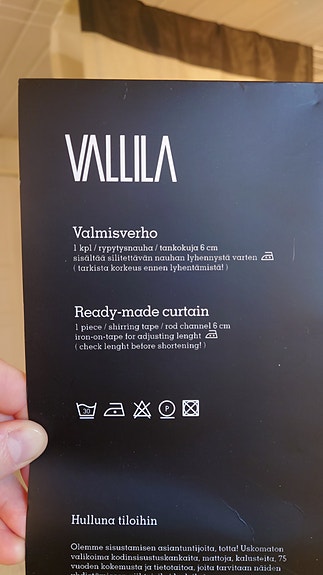 VALLILA
Valmisverho
1 kpl / rypytysnauha / tankokuja 6 cm
sisältää silitettävän nauhan lyhennystä varten
( tarkista korkeus ennen lyhentämistä! )
Ready-made curtain
1 piece / shirring tape / rod channel 6 cm
iron-on-tape for adjusting lenght
( check lenght before shortening! )
30 P
Hulluna tiloihin
Olemme sisustamisen asiantuntijoita, totta! Uskomaton
valikoima kodinsisustuskankaita, mattoja, kalusteita, 75
vuoden kokemusta ja tietotaitoa, joita tarvitaan näiden